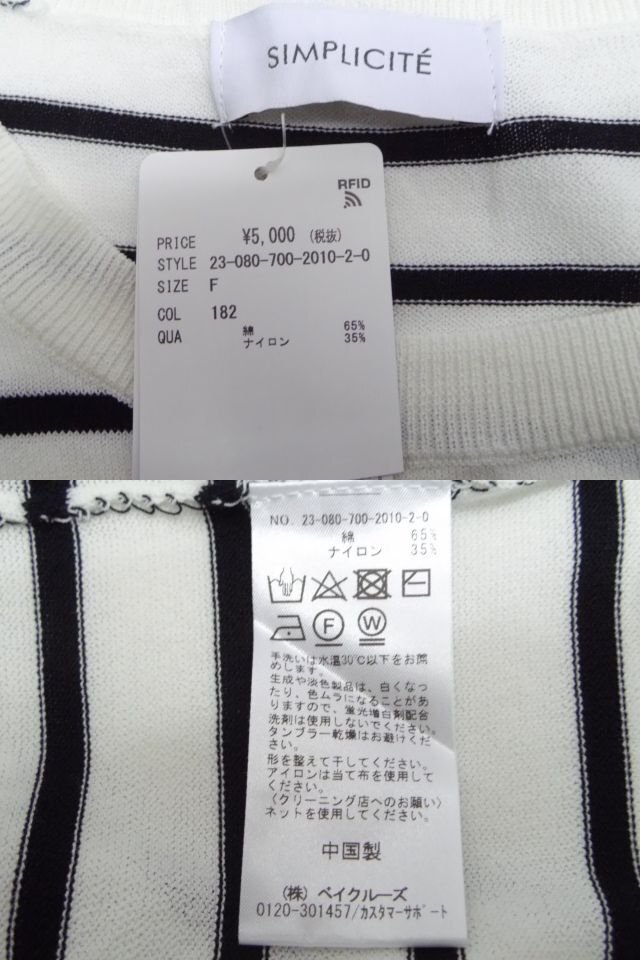 SIMPLICITÉ
RFID
PRICE ¥5,000 (税抜)
STYLE 23-080-700-2010-2-0
SIZE F
COL 182
QUA 綿 65%
ナイロン 35%
NO. 23-080-700-2010-2-0
綿 65%
ナイロン 35%
F W
手洗いは水温30℃以下をお薦
めします。
生成や淡色製品は、白くなっ
たり、色ムラになることがあ
りますので、蛍光増白剤配合
洗剤は使用しないでください。
タンブラー乾燥はお避けくだ
さい。
形を整えて干してください。
アイロンは当て布を使用して
ください。
〈クリーニング店へのお願い〉
ネットを使用してください。
中国製
(株) ベイクルーズ
0120-301457/カスタマーサポート